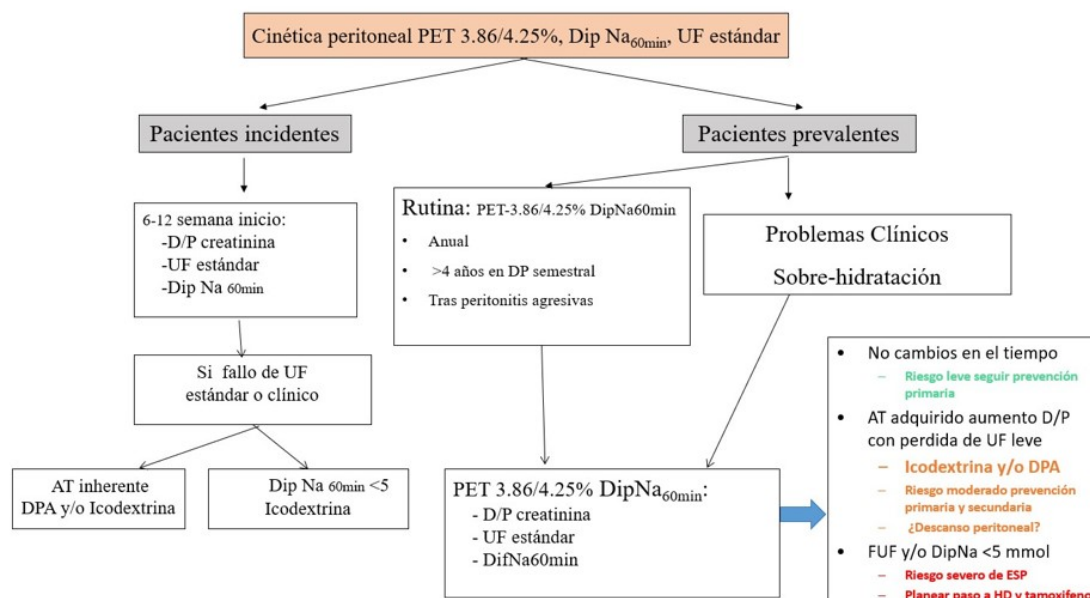 Cinética peritoneal PET 3.86/4.25%, Dip Na60min, UF estándar
Pacientes incidentes
Pacientes prevalentes
6-12 semana inicio:
-D/P creatinina
-UF estándar
-Dip Na 60min
Rutina: PET-3.86/4.25% DipNa60min
• Anual
• >4 años en DP semestral
• Tras peritonitis agresivas
Problemas Clínicos
Sobre-hidratación
Si fallo de UF
estándar o clínico
AT inherente
DPA y/o Icodextrina
Dip Na 60min <5
Icodextrina
PET 3.86/4.25% DipNa60min:
- D/P creatinina
- UF estándar
- DifNa60min
• No cambios en el tiempo
– Riesgo leve seguir prevención
primaria
• AT adquirido aumento D/P
con perdida de UF leve
– Icodextrina y/o DPA
– Riesgo moderado prevención
primaria y secundaria
– ¿Descanso peritoneal?
• FUF y/o DipNa <5 mmol
– Riesgo severo de ESP
– Planear paso a HD y tamoxifeno